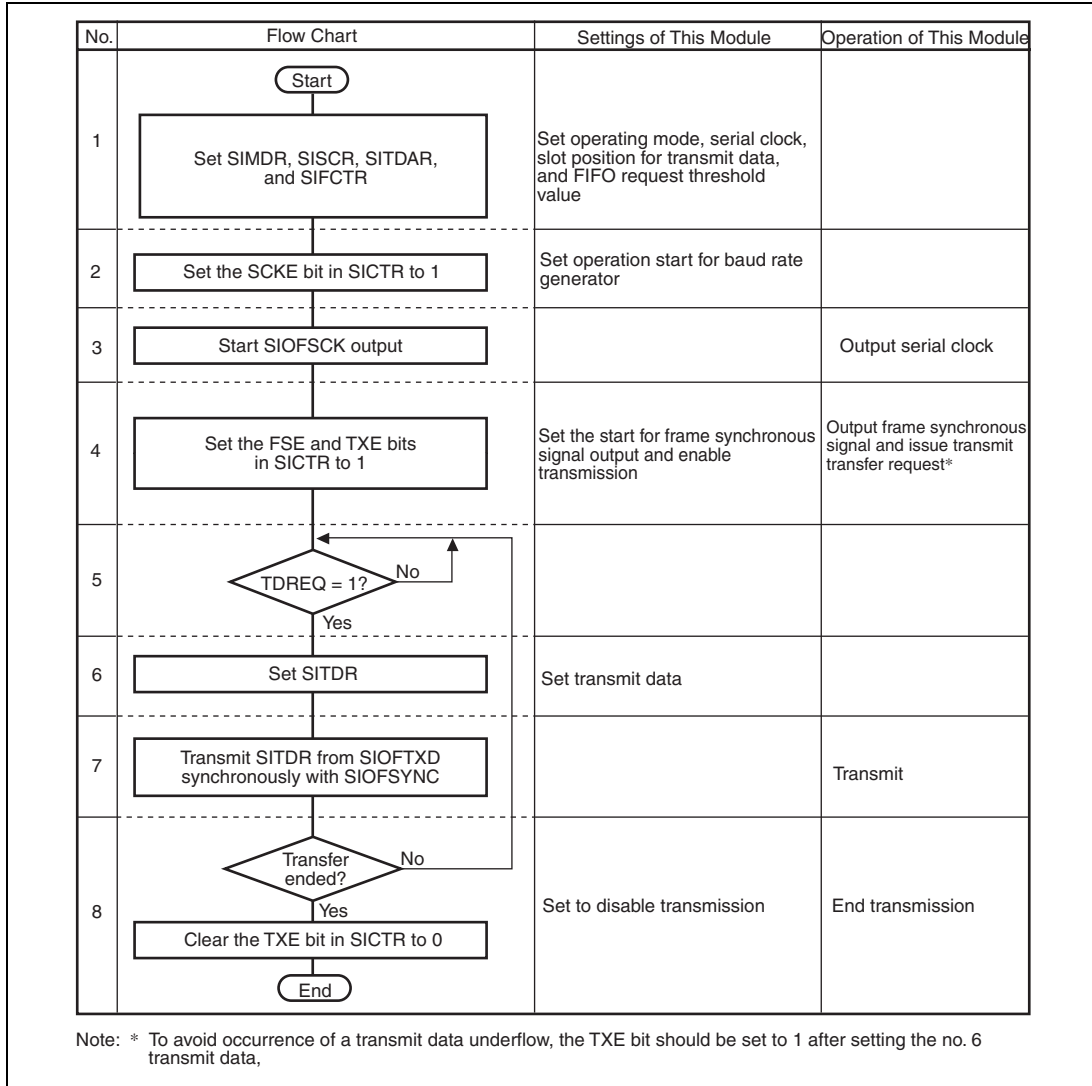 No.
Flow Chart
Settings of This Module
Operation of This Module
Start
1
Set SIMDR, SISCR, SITDAR,
and SIFCTR
Set operating mode, serial clock,
slot position for transmit data,
and FIFO request threshold
value
2
Set the SCKE bit in SICTR to 1
Set operation start for baud rate
generator
3
Start SIOFSCK output
Output serial clock
4
Set the FSE and TXE bits
in SICTR to 1
Set the start for frame synchronous
signal output and enable
transmission
Output frame synchronous
signal and issue transmit
transfer request*
5
TDREQ = 1?
No
Yes
6
Set SITDR
Set transmit data
7
Transmit SITDR from SIOFTXD
synchronously with SIOFSYNC
Transmit
8
Transfer
ended?
No
Yes
Set to disable transmission
End transmission
Clear the TXE bit in SICTR to 0
End
Note: * To avoid occurrence of a transmit data underflow, the TXE bit should be set to 1 after setting the no. 6
transmit data,